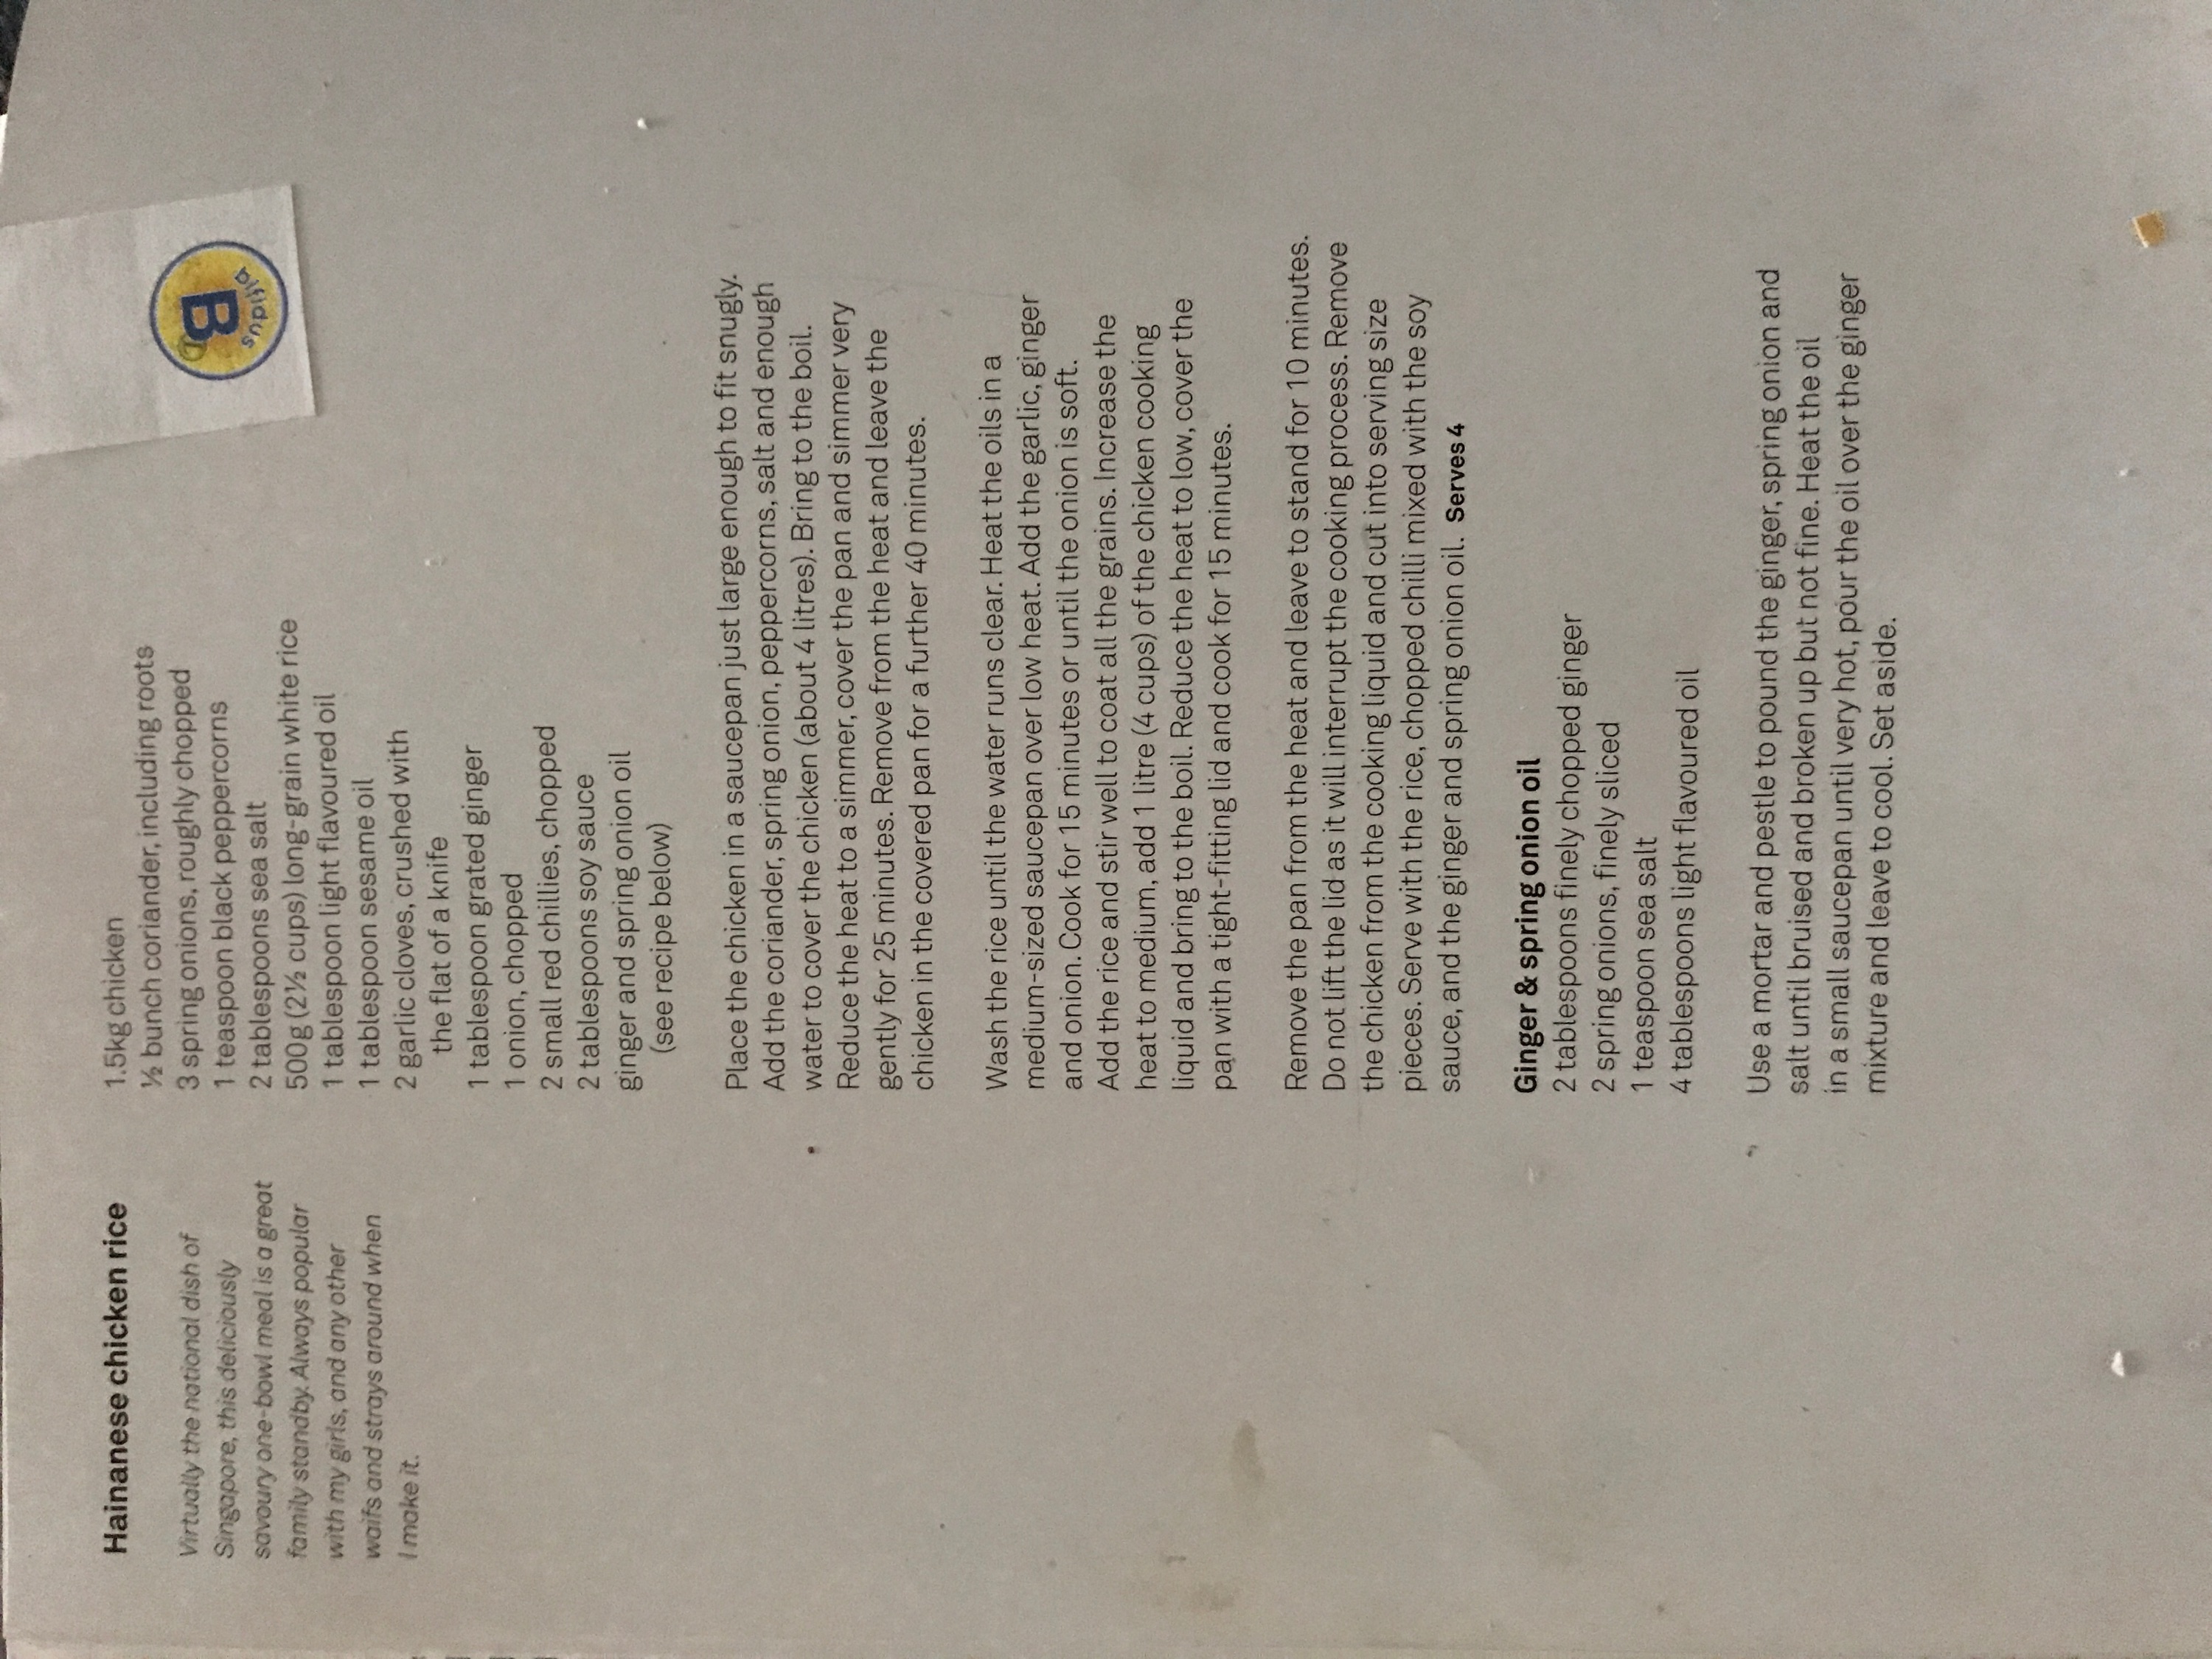 Hainanese chicken rice
Virtually the national dish of
Singapore, this deliciously
savoury one-bowl meal is a great
family standby. Always popular
with my girls, and any other
waifs and strays around when
I make it.
1.5kg chicken
½ bunch coriander, including roots
3 spring onions, roughly chopped
1 teaspoon black peppercorns
2 tablespoons sea salt
500g (2½ cups) long-grain white rice
1 tablespoon light flavoured oil
1 tablespoon sesame oil
2 garlic cloves, crushed with
the flat of a knife
1 tablespoon grated ginger
1 onion, chopped
2 small red chillies, chopped
2 tablespoons soy sauce
ginger and spring onion oil
(see recipe below)
Place the chicken in a saucepan just large enough to fit snugly.
Add the coriander, spring onion, peppercorns, salt and enough
water to cover the chicken (about 4 litres). Bring to the boil.
Reduce the heat to a simmer, cover the pan and simmer very
gently for 25 minutes. Remove from the heat and leave the
chicken in the covered pan for a further 40 minutes.
Wash the rice until the water runs clear. Heat the oils in a
medium-sized saucepan over low heat. Add the garlic, ginger
and onion. Cook for 15 minutes or until the onion is soft.
Add the rice and stir well to coat all the grains. Increase the
heat to medium, add 1 litre (4 cups) of the chicken cooking
liquid and bring to the boil. Reduce the heat to low, cover the
pan with a tight-fitting lid and cook for 15 minutes.
Remove the pan from the heat and leave to stand for 10 minutes.
Do not lift the lid as it will interrupt the cooking process. Remove
the chicken from the cooking liquid and cut into serving size
pieces. Serve with the rice, chopped chilli mixed with the soy
sauce, and the ginger and spring onion oil. Serves 4
Ginger & spring onion oil
2 tablespoons finely chopped ginger
2 spring onions, finely sliced
1 teaspoon sea salt
4 tablespoons light flavoured oil
Use a mortar and pestle to pound the ginger, spring onion and
salt until bruised and broken up but not fine. Heat the oil
in a small saucepan until very hot, pour the oil over the ginger
mixture and leave to cool. Set aside.
B
bifidus